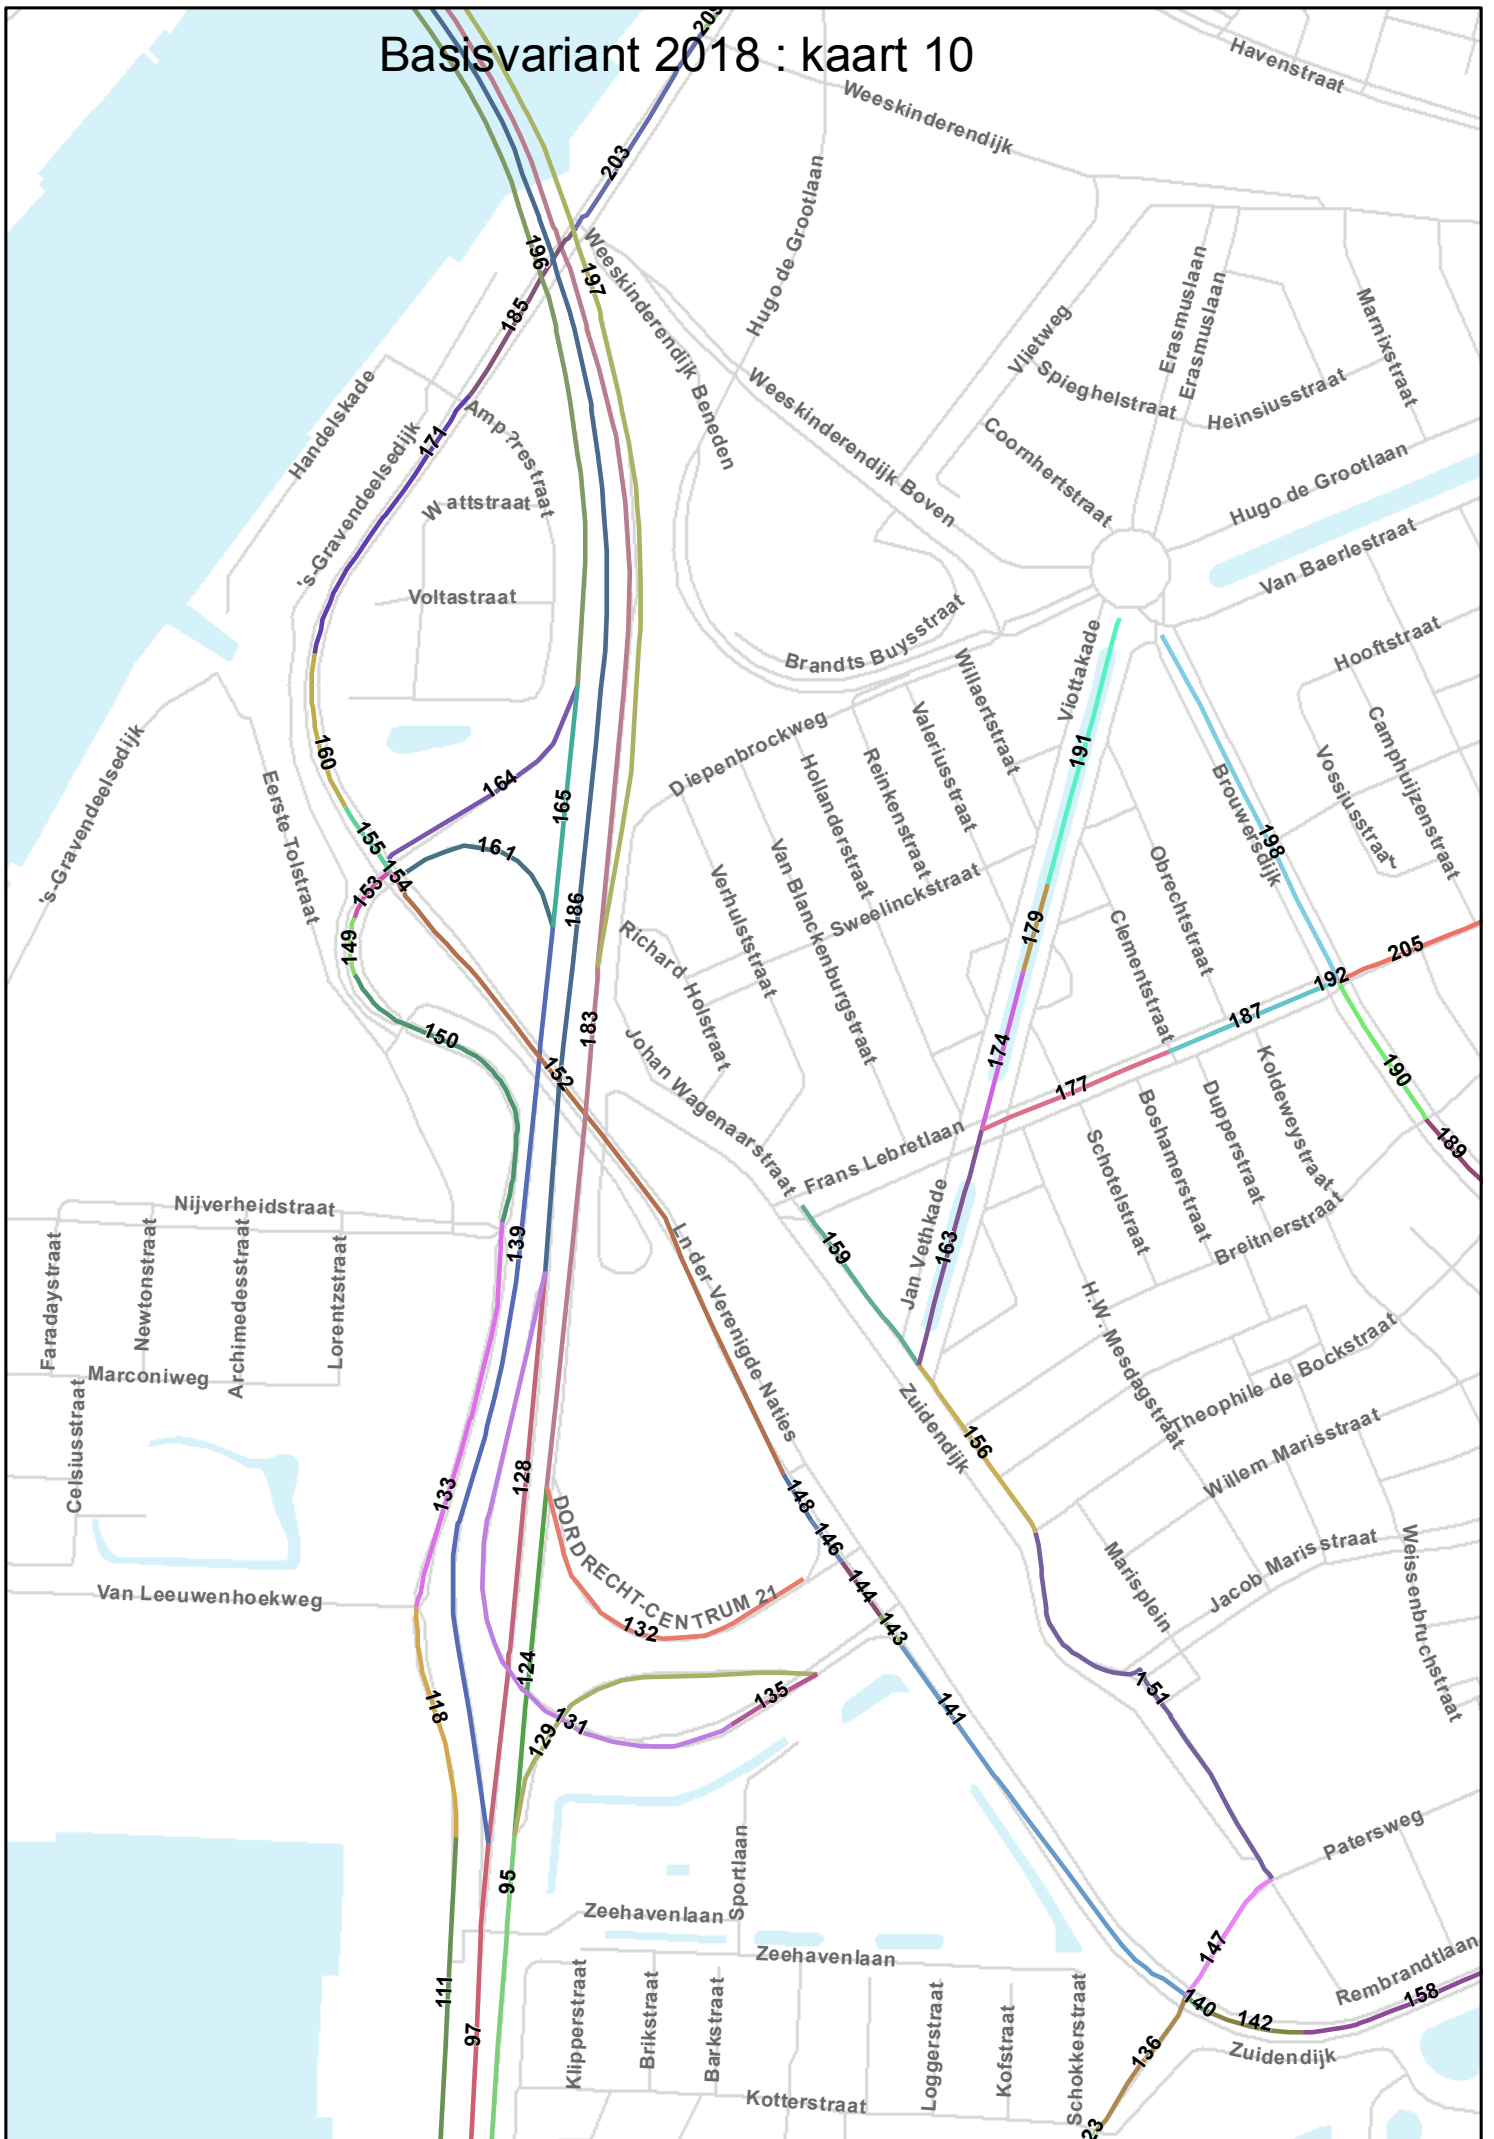 Basisvariant 2018 : kaart 10
209
Havenstraat
Weeskinderendijk
203
Hugo de Grootlaan
196
197
Weeskinderendijk Beneden
185
Erasmuslaan
Erasmuslaan
Marnixstraat
Vlietweg
Spieghelstraat
Heinsiusstraat
Handelskade
Weeskinderendijk Boven
171
Amp?restraat
Coornhertstraat
's-Gravendeelsedijk
Wattstraat
Hugo de Grootlaan
Van Baerlestraat
Voltastraat
Brandts Buysstraat
Hooftstraat
Willaertstraat
Viottakade
160
's-Gravendeelsedijk
Eerste Tolstraat
164
165
Diepenbrockweg
Hollanderstraat
Reinkenstraat
Valeriusstraat
191
Brouwersdijk
198
Vossiusstraat
Camphuijzenstraat
155
161
154
153
149
186
Verhulststraat
Van Blanckenburgstraat
Sweelinckstraat
179
Obrechtstraat
Clementstraat
205
192
187
Richard Holstraat
150
183
152
174
Johan Wagenaarstraat
177
190
Koldeweystraat
Dupperstraat
Boshamerstraat
Schotelstraat
189
Frans Lebretlaan
Nijverheidstraat
Faradaystraat
Newtonstraat
Archimedesstraat
Lorentzstraat
139
159
Jan Vethkade
163
Breitnerstraat
Ln der Verenigde Naties
H.W. Mesdagstraat
Marconiweg
Celsiusstraat
Theophile de Bockstraat
Zuidendijk
156
Willem Marisstraat
133
128
148
146
144
143
DORDRECHT-CENTRUM 21
Marisplein
Jacob Marisstraat
Weissenbruchstraat
Van Leeuwenhoekweg
132
124
118
135
131
129
141
151
Patersweg
95
Sportlaan
Zeehavenlaan
Zeehavenlaan
147
Rembrandtlaan
111
97
Klipperstraat
Brikstraat
Barkstraat
Loggerstraat
Kofstraat
Schokkerstraat
140
142
158
136
Zuidendijk
Kotterstraat
23